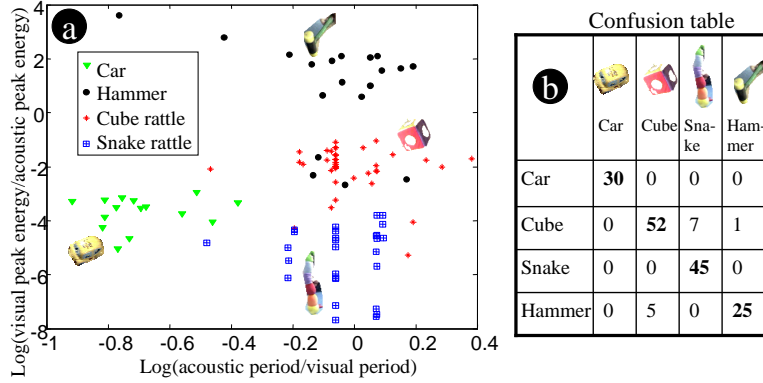 a
Log(visual peak energy/acoustic peak energy)
4
2
0
-2
-4
-6
-8
Car
Hammer
Cube rattle
Snake rattle
-1 -0.8 -0.6 -0.4 -0.2 0 0.2 0.4
Log(acoustic period/visual period)
Confusion table
b
Car Cube Sna- Ham-
ke mer
Car 30 0 0 0
Cube 0 52 7 1
Snake 0 0 45 0
Hammer 0 5 0 25